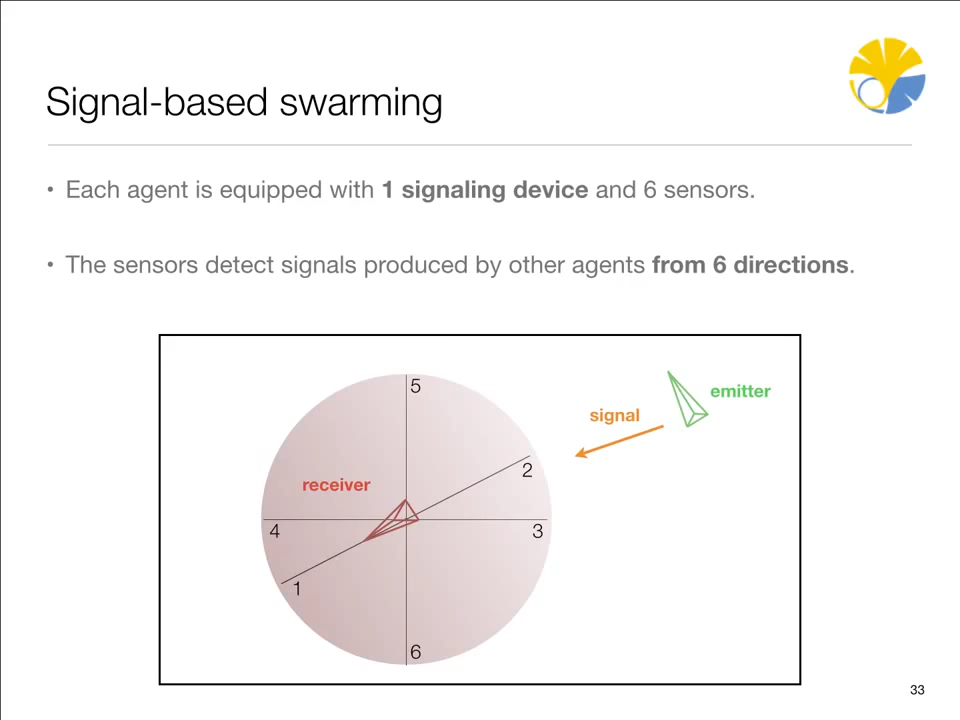 Signal-based swarming
• Each agent is equipped with 1 signaling device and 6 sensors.
• The sensors detect signals produced by other agents from 6 directions.
5
emitter
signal
2
receiver
4
3
1
6
33